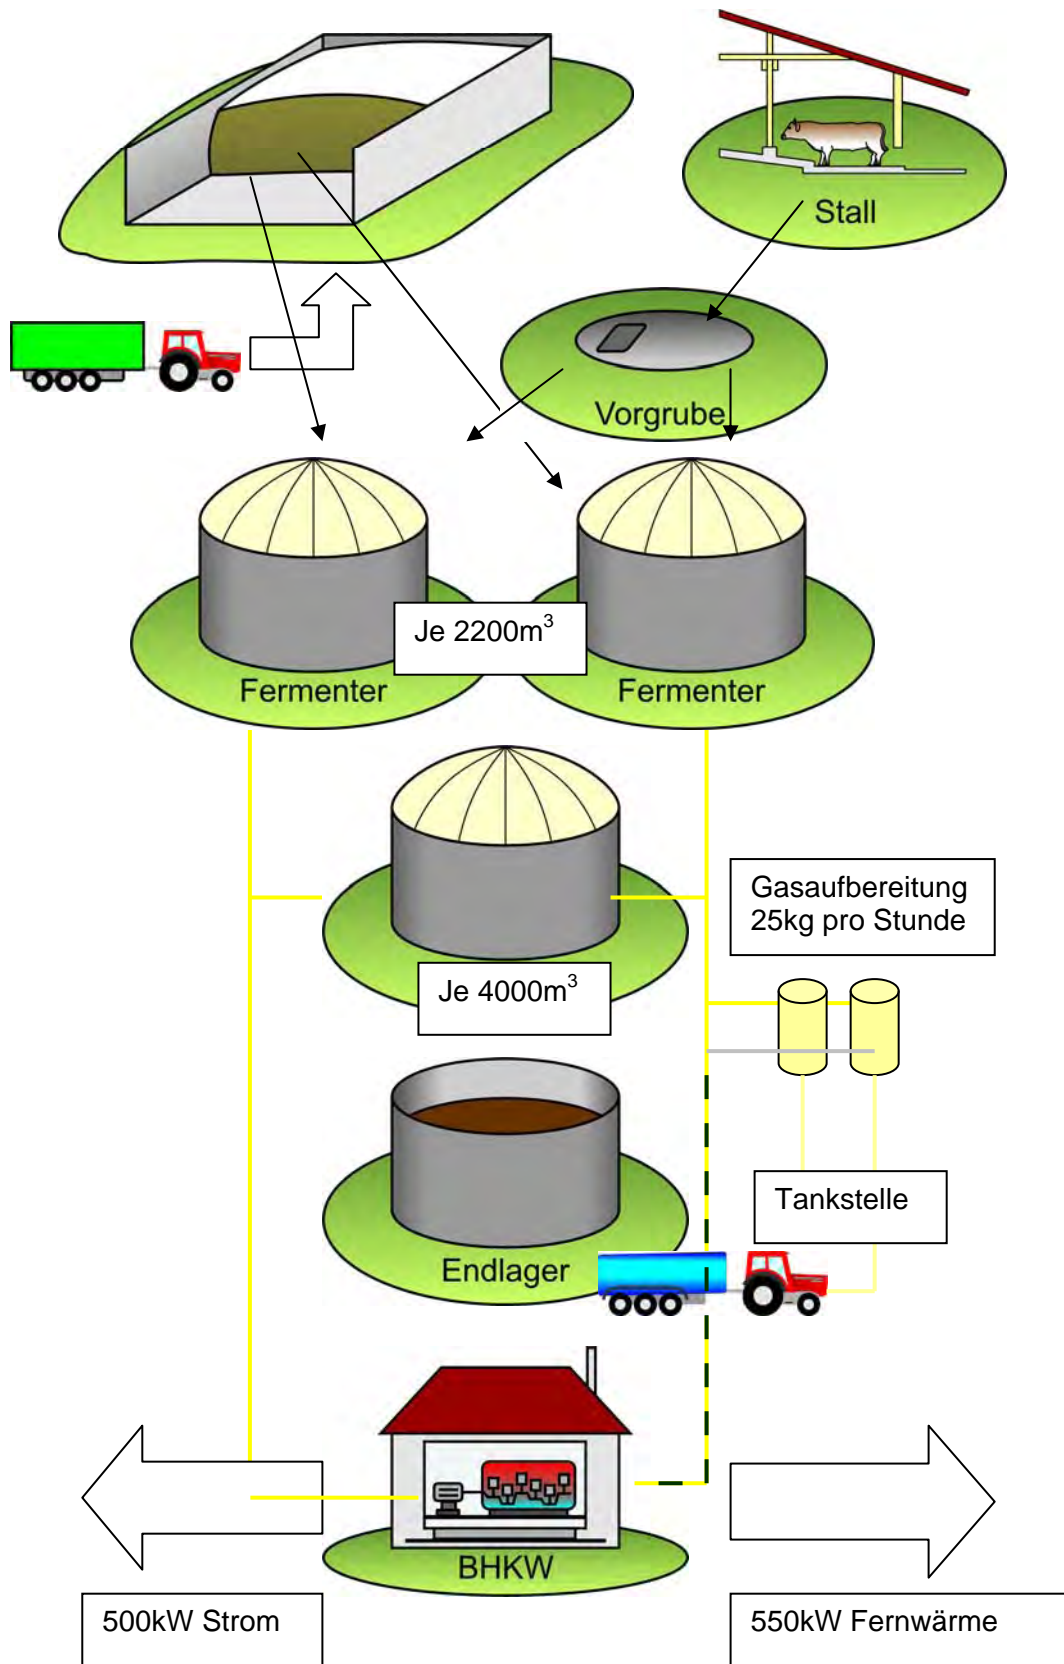 Stall
Vorgrube
Je 2200m³
Fermenter
Fermenter
Gasaufbereitung
25kg pro Stunde
Je 4000m³
Tankstelle
Endlager
BHKW
500kW Strom
550kW Fernwärme